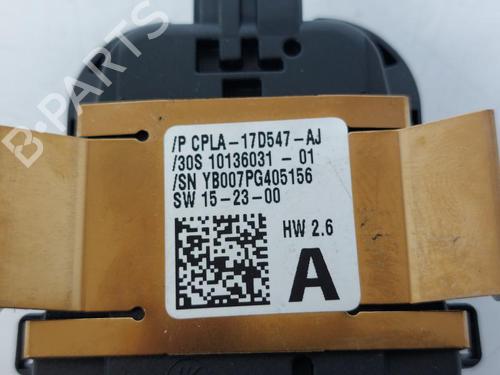 B-PARTS
/P CPLA-17D547-AJ
/30S 10136031 -01
/SN YB007PG405156
SW 15-23-00
HW 2.6
A